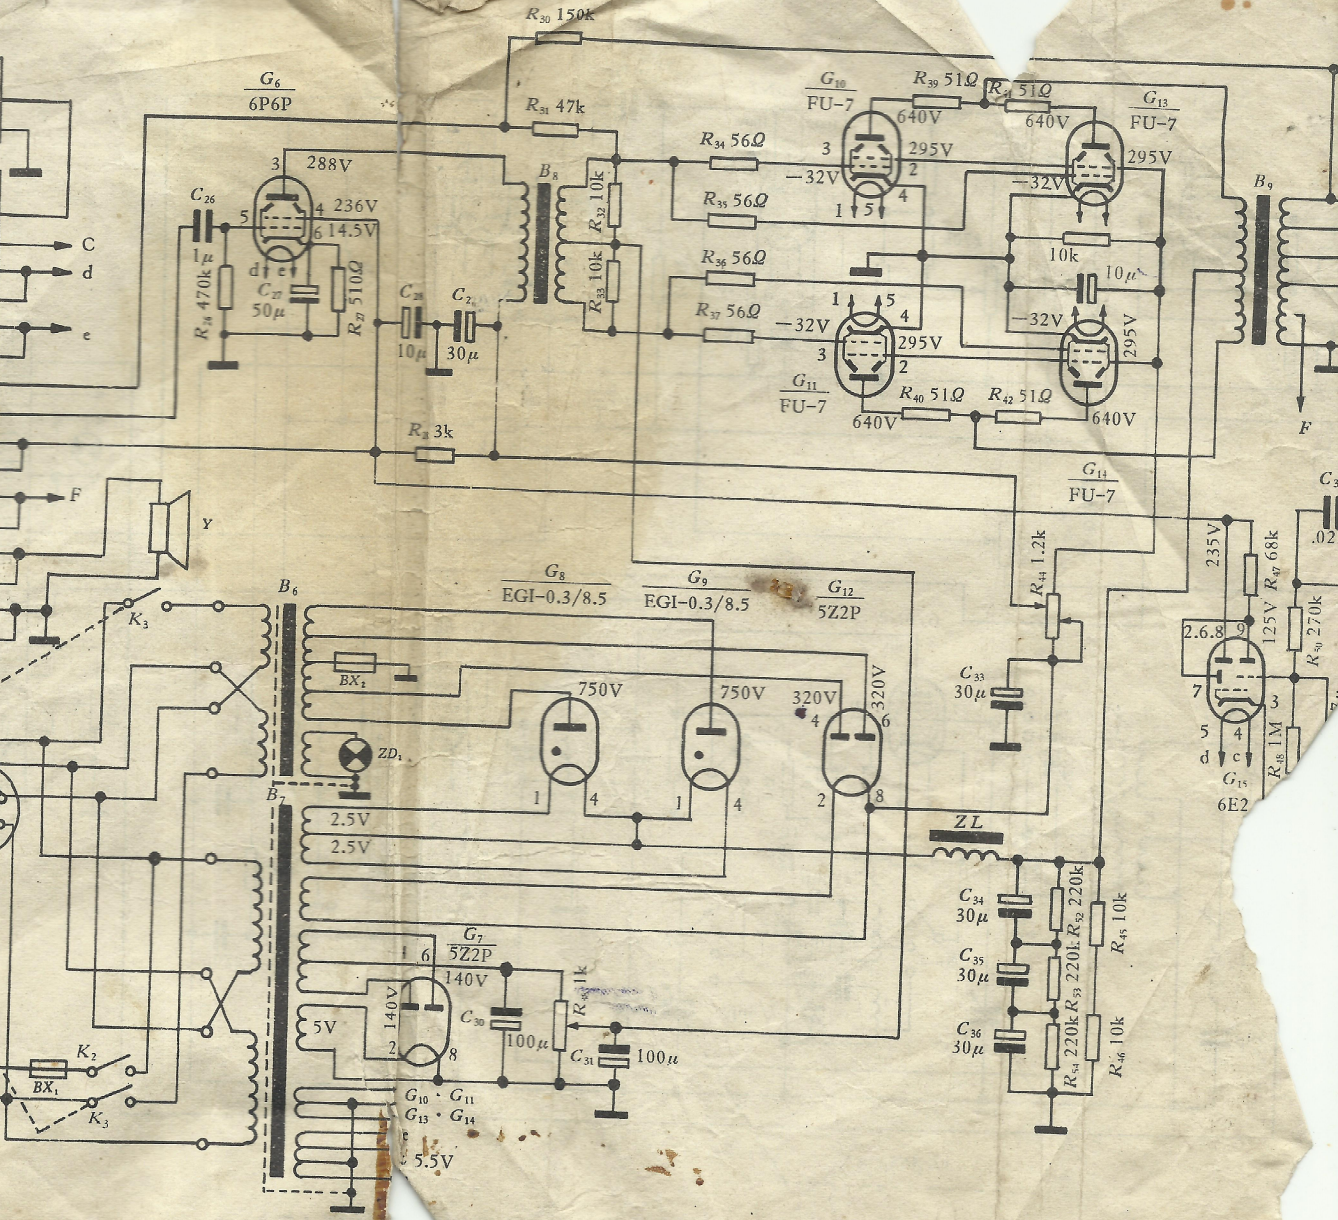 R₃₀ 150k
G₆
6P6P
R₃₁ 47k
G₁₀
FU-7
R₃₉ 51Ω
51Ω
G₁₃
FU-7
640V
640V
3
288V
R₃₄ 56Ω
3
295V
2
295V
B₈
−32V
−32V
4
B₉
C₂₆
5
4 236V
6 14.5V
R₃₂ 10k
R₃₅ 56Ω
1 5
C
1μ
d e
R₃₃ 10k
R₃₆ 56Ω
10k
d
470k
C₂₇
50μ
R₂₇ 510Ω
10μ
1 5
e
10μ
30μ
R₃₇ 56Ω
−32V
4
−32V
295V
3
295V
2
G₁₁
FU-7
R₄₀ 51Ω
R₄₂ 51Ω
640V
640V
F
3k
G₁₄
FU-7
F
Y
235V
R₄₇ 68k
.02
R₄₄ 1.2k
G₈
EGI-0.3/8.5
G₉
EGI-0.3/8.5
G₁₂
5Z2P
B₆
K₃
2.6.8
9
125V
270k
BX₂
750V
750V
320V
320V
4
6
C₃₃
30μ
7
3
ZD₁
5
4
d
c
R₄₈ 1M
G₁₅
6E2
B₇
1
4
1
4
2
8
2.5V
2.5V
ZL
C₃₄
30μ
R₅₂ 220k
R₄₅ 10k
C₃₅
30μ
R₅₃ 220k
C₃₆
30μ
R₅₄ 220k
R₄₆ 10k
G₇
5Z2P
1
6
140V
140V
1k
5V
C₃₀
100μ
C₃₁
100μ
2
8
K₂
BX₁
K₃
G₁₀ · G₁₁
G₁₃ · G₁₄
5.5V